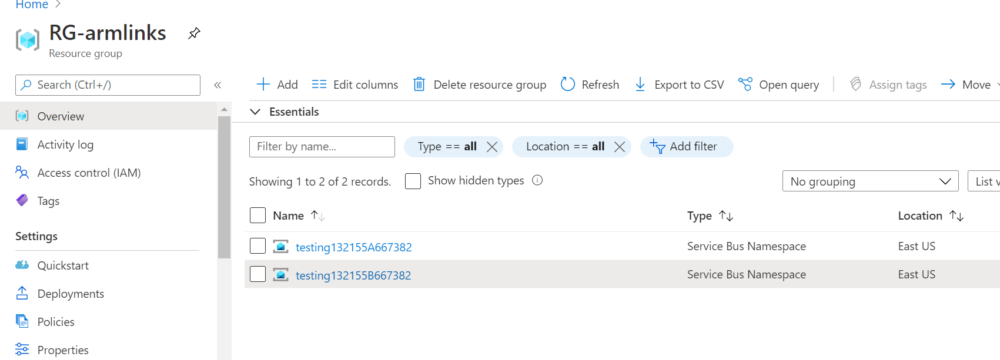 Home >
RG-armlinks
Resource group
Search (Ctrl+/)
«
Add
Edit columns
Delete resource group
Refresh
Export to CSV
Open query
Assign tags
Move
Overview
Activity log
Access control (IAM)
Tags
Settings
Quickstart
Deployments
Policies
Properties
Essentials
Filter by name...
Type == all
Location == all
Add filter
Showing 1 to 2 of 2 records.
Show hidden types
No grouping
List v
Name Type Location
testing132155A667382 Service Bus Namespace East US
testing132155B667382 Service Bus Namespace East US